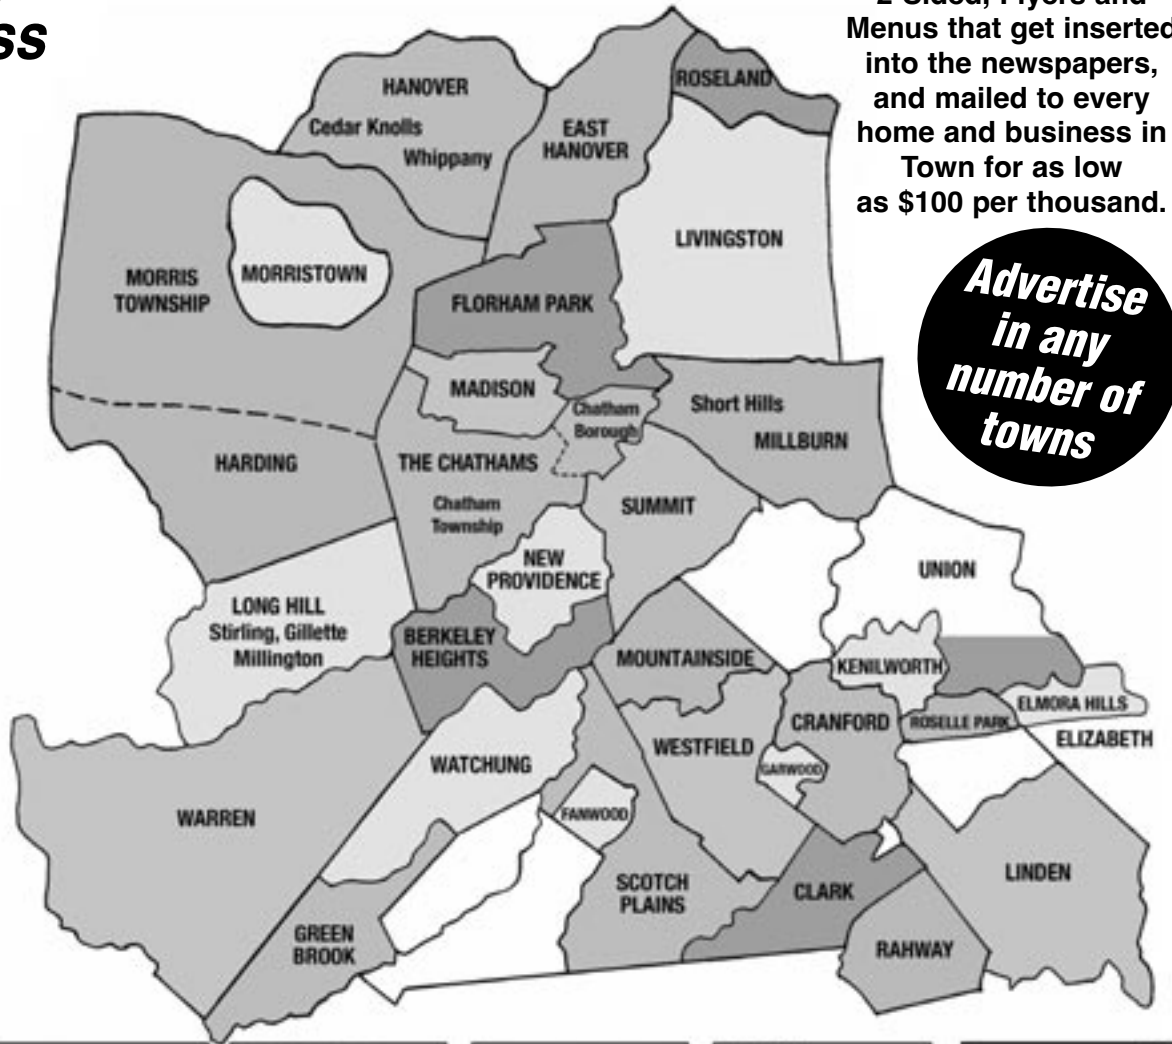 ss
2-Sided, Flyers and
Menus that get inserted
into the newspapers,
and mailed to every
home and business in
Town for as low
as $100 per thousand.
Advertise
in any
number of
towns
HANOVER
Cedar Knolls
Whippany
EAST
HANOVER
ROSELAND
LIVINGSTON
MORRIS
TOWNSHIP
MORRISTOWN
FLORHAM PARK
MADISON
Chatham
Borough
Short Hills
MILLBURN
HARDING
THE CHATHAMS
Chatham
Township
SUMMIT
NEW
PROVIDENCE
UNION
LONG HILL
Stirling, Gillette
Millington
BERKELEY
HEIGHTS
MOUNTAINSIDE
KENILWORTH
ELMORA HILLS
ROSELLE PARK
CRANFORD
ELIZABETH
WESTFIELD
GARWOOD
WATCHUNG
WARREN
FANWOOD
LINDEN
SCOTCH
PLAINS
CLARK
GREEN
BROOK
RAHWAY